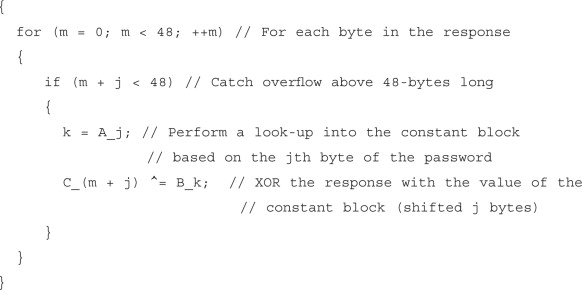 {
for (m = 0; m < 48; ++m) // For each byte in the response
{
if (m + j < 48) // Catch overflow above 48-bytes long
{
k = A_j; // Perform a look-up into the constant block
// based on the jth byte of the password
C_(m + j) ^= B_k; // XOR the response with the value of the
// constant block (shifted j bytes)
}
}
}